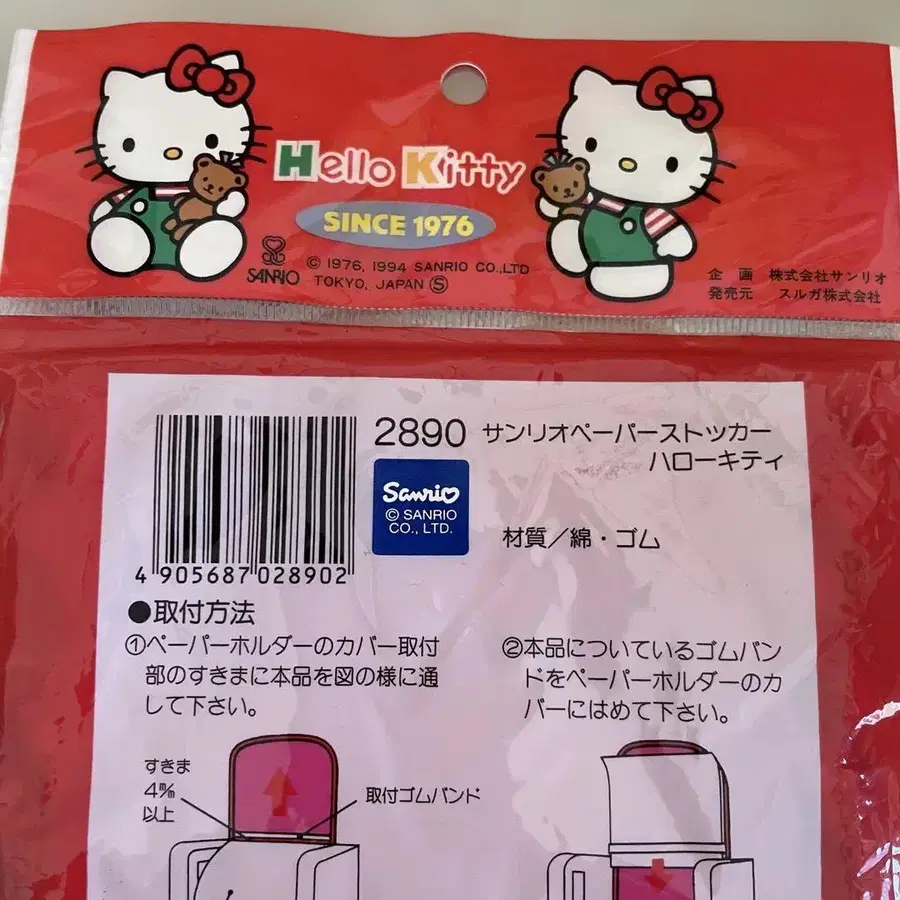 Hello Kitty
SINCE 1976
SANRIO
© 1976, 1994 SANRIO CO.,LTD
TOKYO, JAPAN Ⓢ
企　画　株式会社サンリオ
発売元　スルガ株式会社
2890 サンリオペーパーストッカー
ハローキティ
Sanrio
© SANRIO
CO., LTD.
材質／綿・ゴム
4 905687 028902
●取付方法
①ペーパーホルダーのカバー取付
部のすきまに本品を図の様に通
して下さい。
②本品についているゴムバン
ドをペーパーホルダーのカ
バーにはめて下さい。
すきま
4㎜
以上
取付ゴムバンド